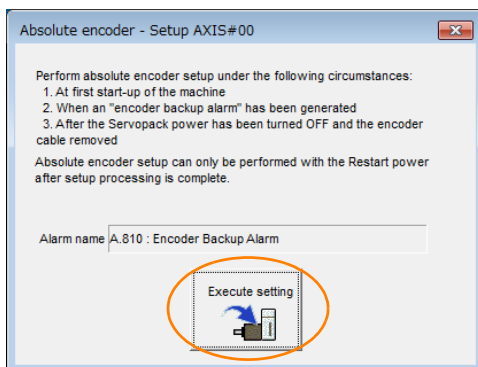 Absolute encoder - Setup AXIS#00
Perform absolute encoder setup under the following circumstances:
1. At first start-up of the machine
2. When an "encoder backup alarm" has been generated
3. After the Servopack power has been turned OFF and the encoder
cable removed
Absolute encoder setup can only be performed with the Restart power
after setup processing is complete.
Alarm name A.810 : Encoder Backup Alarm
Execute setting